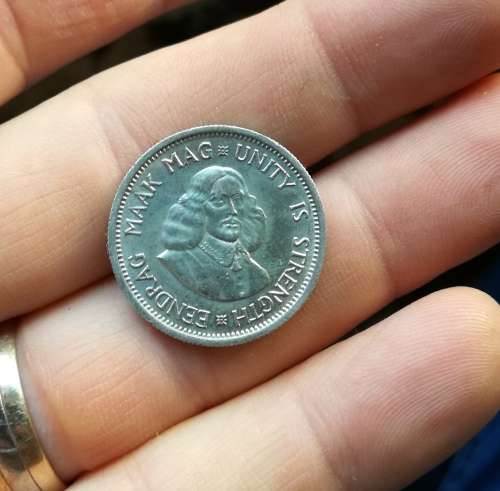 EENDRAG MAAK MAG ※ UNITY IS STRENGTH ※